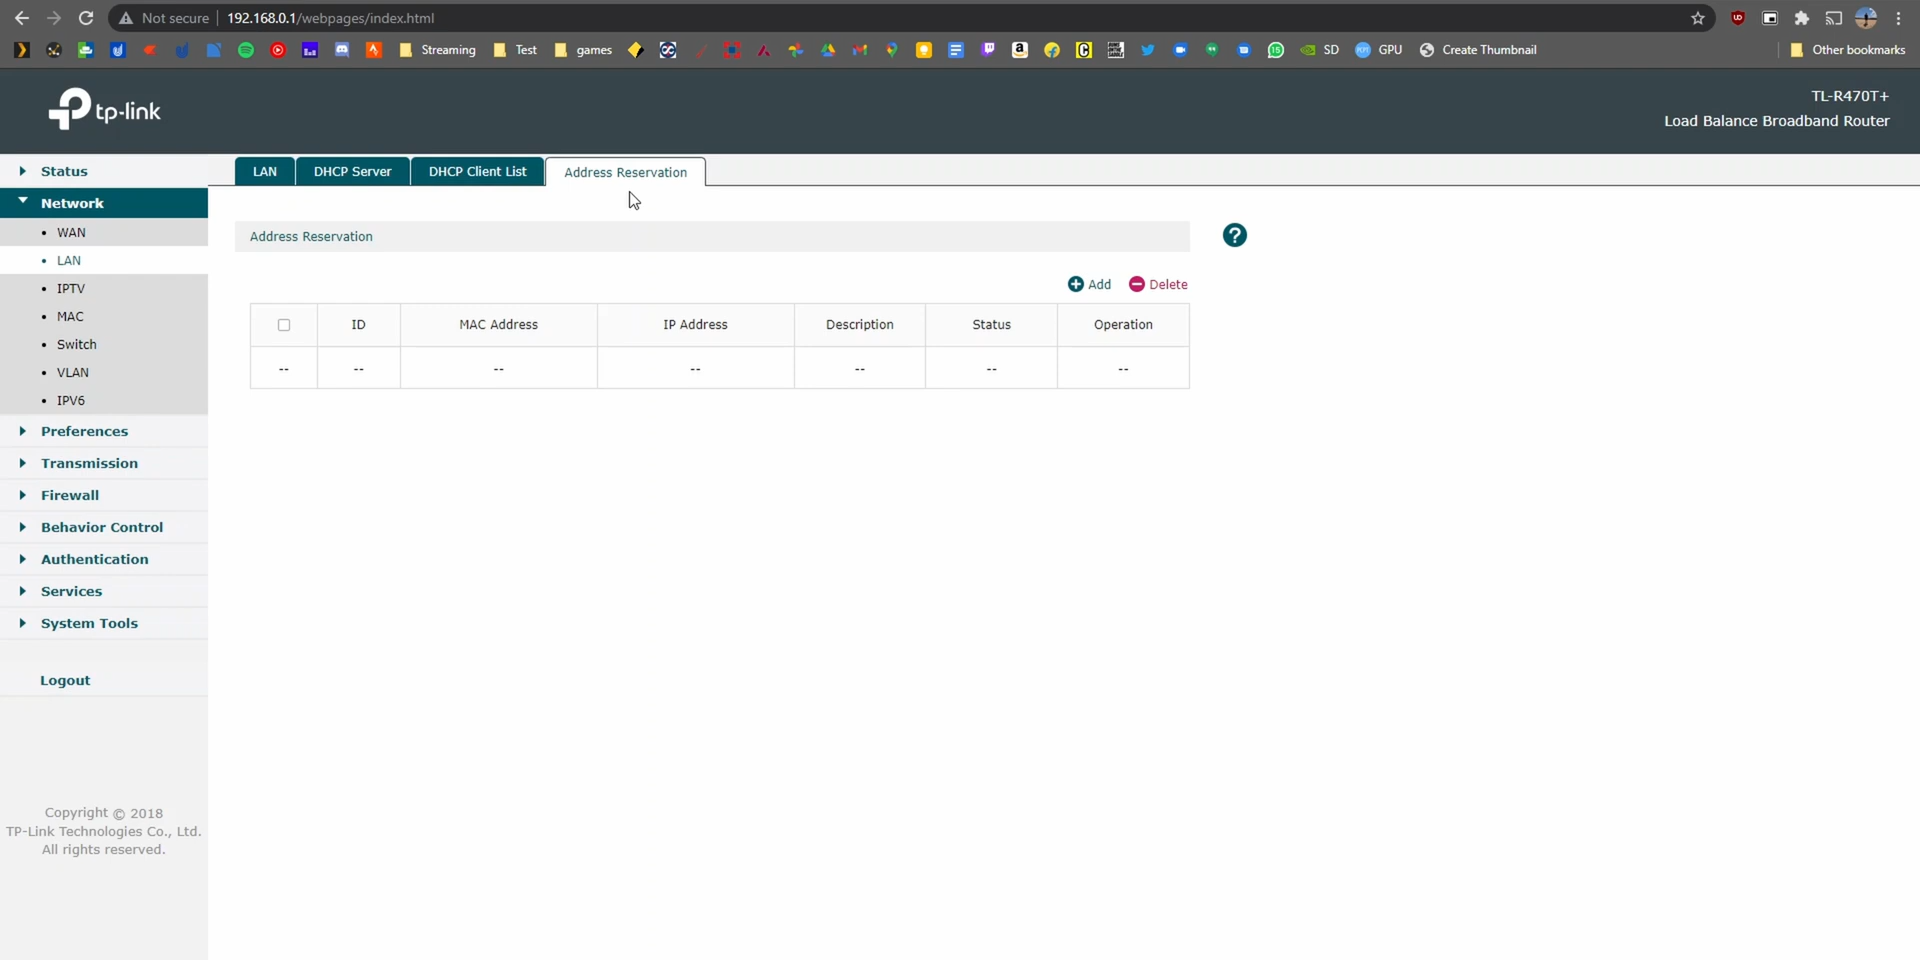 Not secure
192.168.0.1/webpages/index.html
Streaming
Test
games
SD
GPU
Create Thumbnail
Other bookmarks
tp-link
TL-R470T+
Load Balance Broadband Router
Status
Network
WAN
LAN
IPTV
MAC
Switch
VLAN
IPV6
Preferences
Transmission
Firewall
Behavior Control
Authentication
Services
System Tools
Logout
Copyright © 2018
TP-Link Technologies Co., Ltd.
All rights reserved.
LAN
DHCP Server
DHCP Client List
Address Reservation
Address Reservation
?
Add
Delete
ID
MAC Address
IP Address
Description
Status
Operation
--
--
--
--
--
--
--